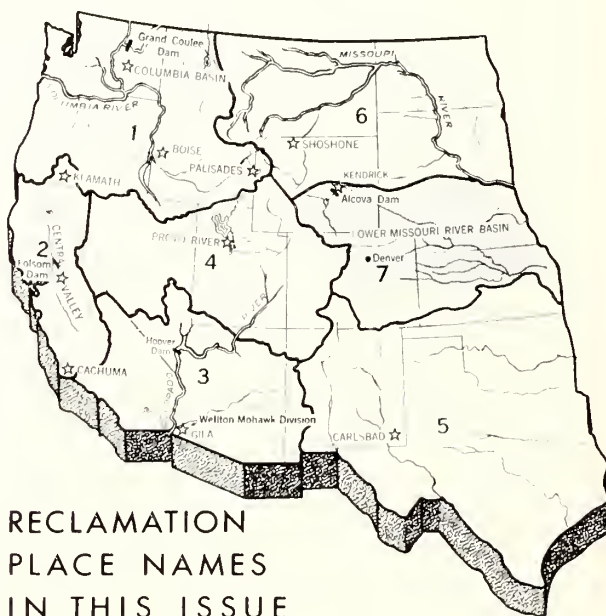 Grand Coulee
Dam
COLUMBIA BASIN
COLUMBIA RIVER
1
BOISE
PALISADES
KLAMATH
MISSOURI
RIVER
6
SHOSHONE
KENDRICK
Alcova Dam
LOWER MISSOURI RIVER BASIN
Denver
7
2
CENTRAL
VALLEY
Folsom
Dam
PROVO RIVER
4
Hoover
Dam
3
COLORADO
RIVER
CACHUMA
Wellton Mohawk Division
GILA
CARLSBAD
5
RECLAMATION
PLACE NAMES
IN THIS ISSUE